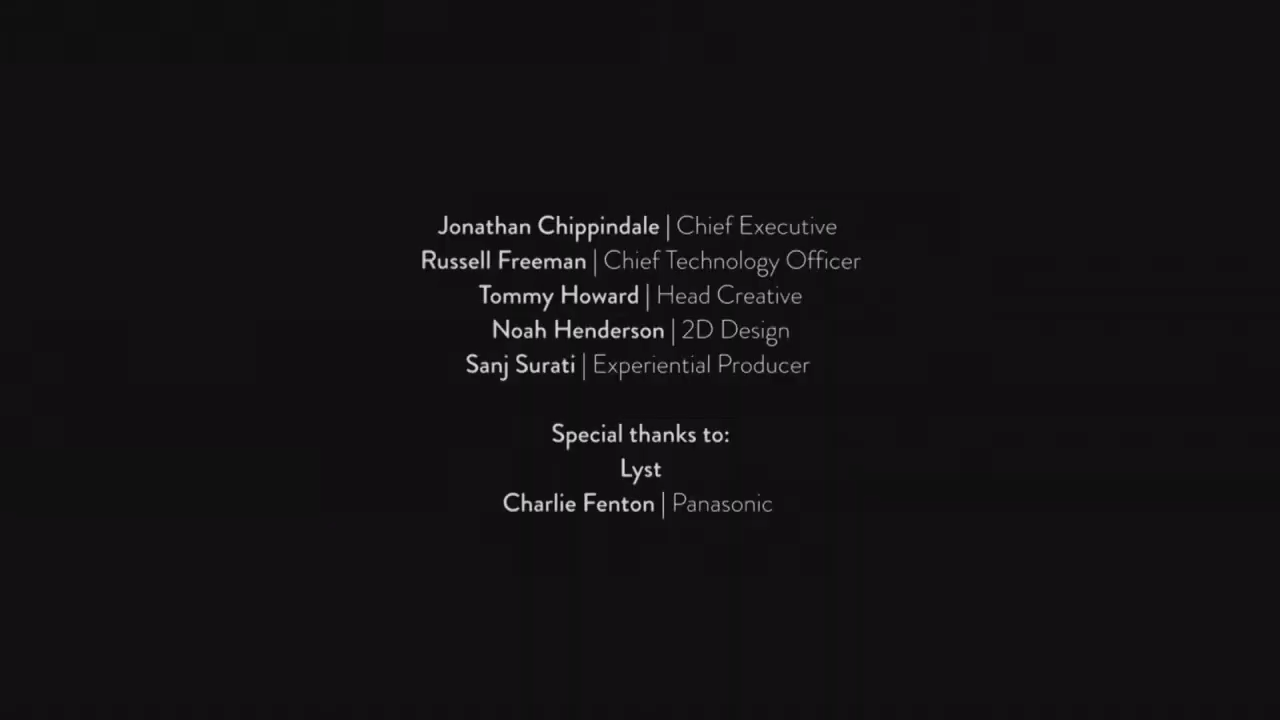 Jonathan Chippindale | Chief Executive
Russell Freeman | Chief Technology Officer
Tommy Howard | Head Creative
Noah Henderson | 2D Design
Sanj Surati | Experiential Producer
Special thanks to:
Lyst
Charlie Fenton | Panasonic